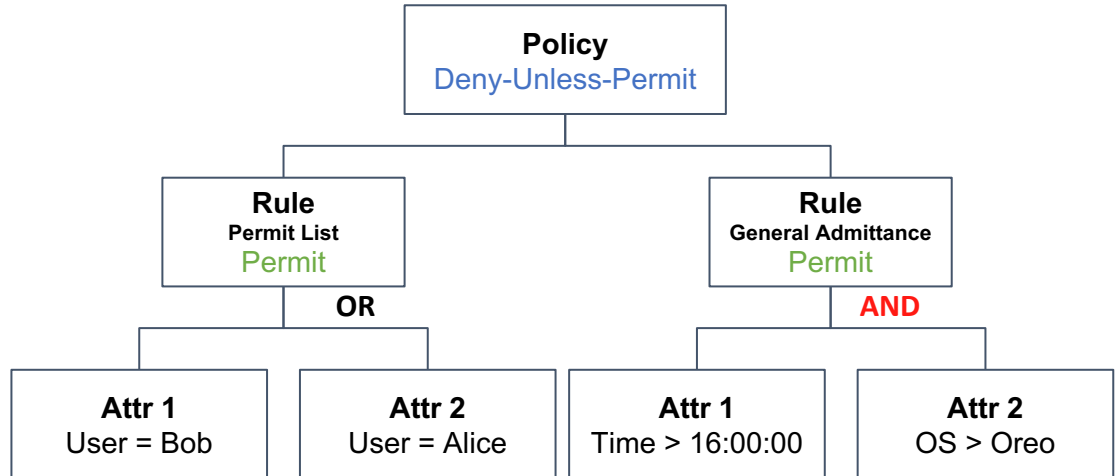 Policy
Deny-Unless-Permit
Rule
Permit List
Permit
OR
Rule
General Admittance
Permit
AND
Attr 1
User = Bob
Attr 2
User = Alice
Attr 1
Time > 16:00:00
Attr 2
OS > Oreo